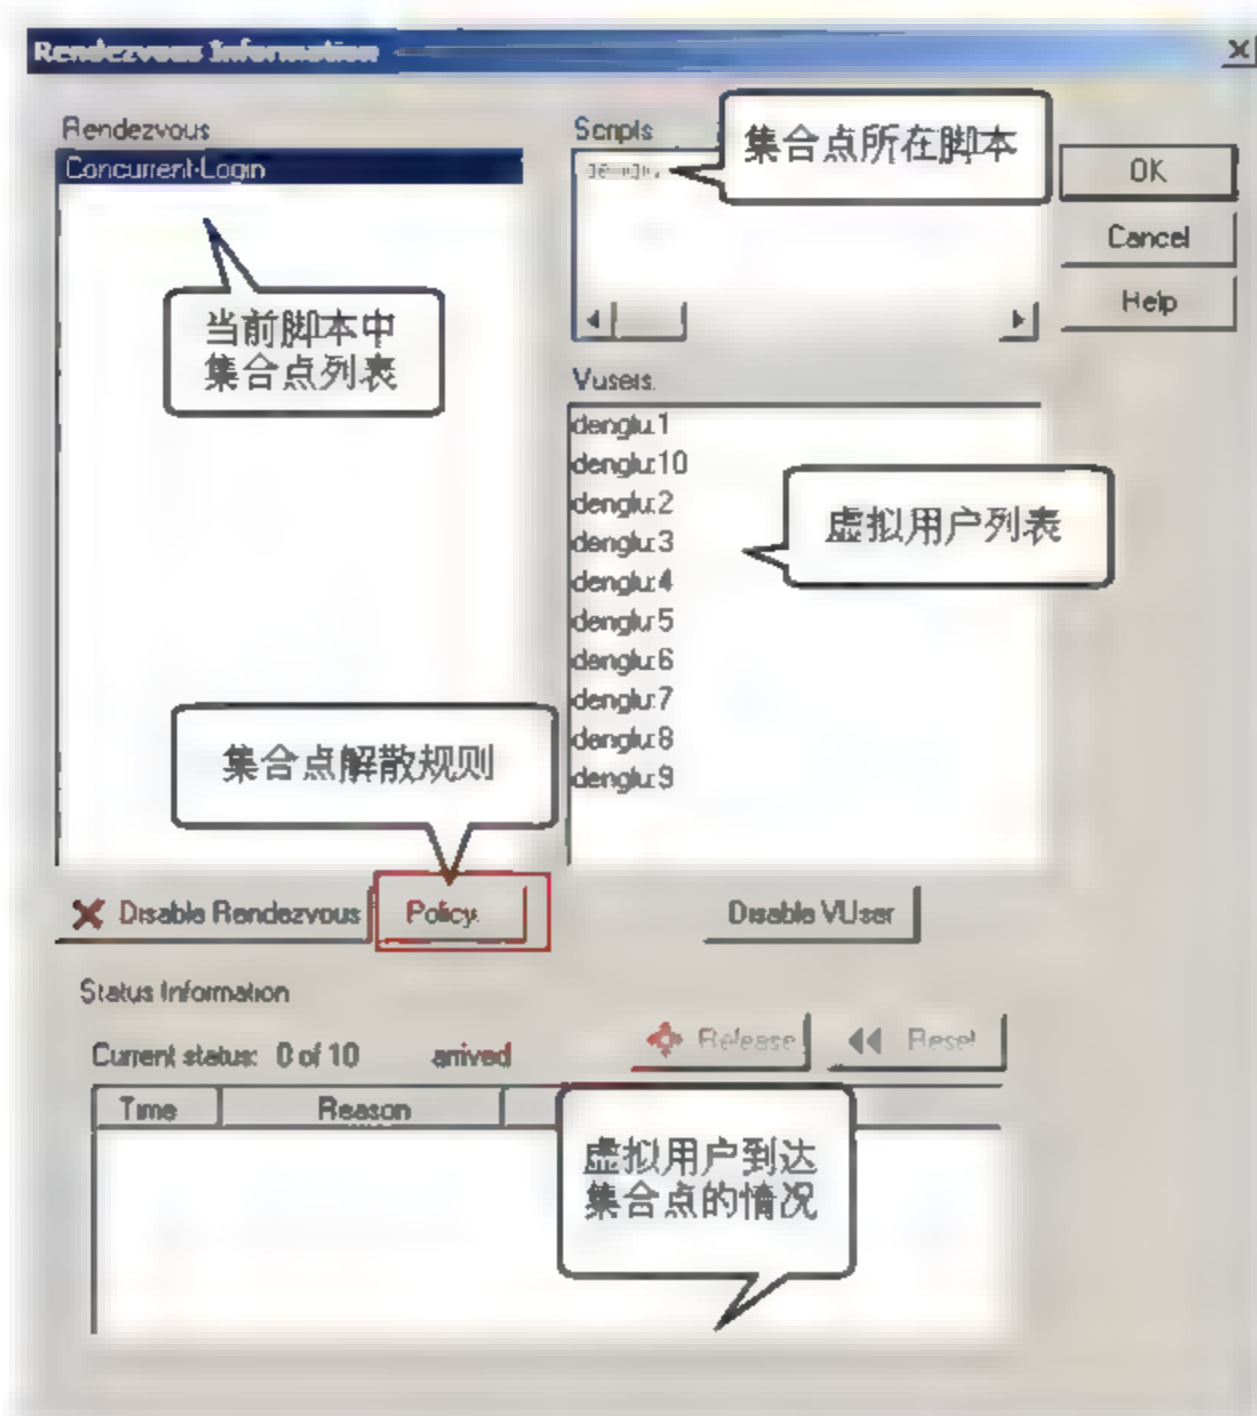 Rendezvous Information
Rendezvous
Scripts
集合点所在脚本
Concurrent-Login
OK
Cancel
Help
当前脚本中
集合点列表
Vusers
denglu:1
denglu:10
denglu:2
denglu:3
denglu:4
denglu:5
denglu:6
denglu:7
denglu:8
denglu:9
虚拟用户列表
集合点解散规则
Disable Rendezvous
Policy
Disable VUser
Status Information
Current status: 0 of 10 arrived
Release
Reset
Time
Reason
虚拟用户到达
集合点的情况